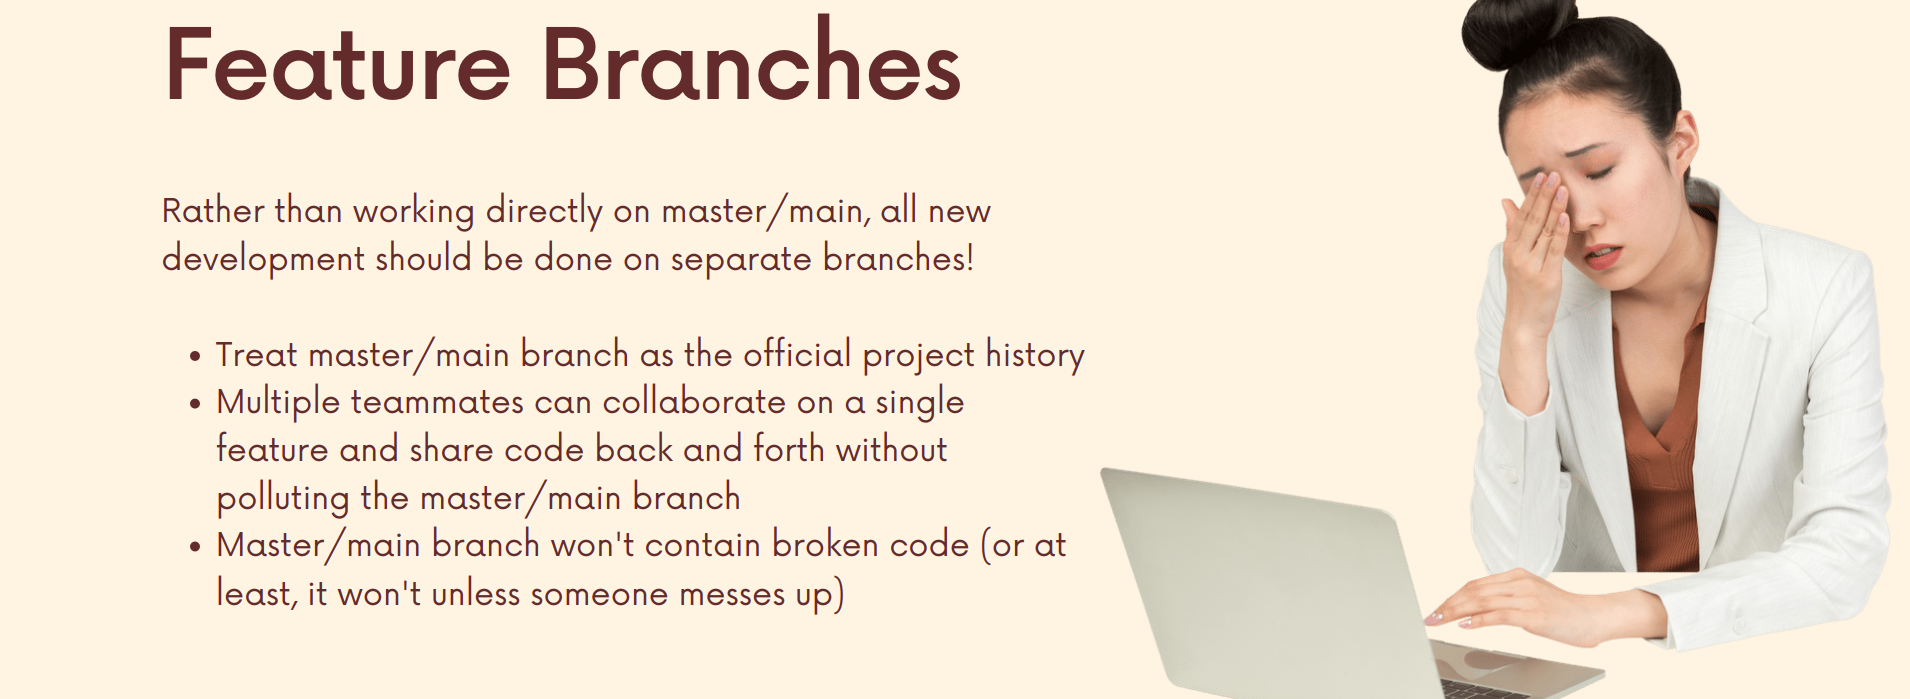 Feature Branches
Rather than working directly on master/main, all new
development should be done on separate branches!
• Treat master/main branch as the official project history
• Multiple teammates can collaborate on a single
feature and share code back and forth without
polluting the master/main branch
• Master/main branch won't contain broken code (or at
least, it won't unless someone messes up)